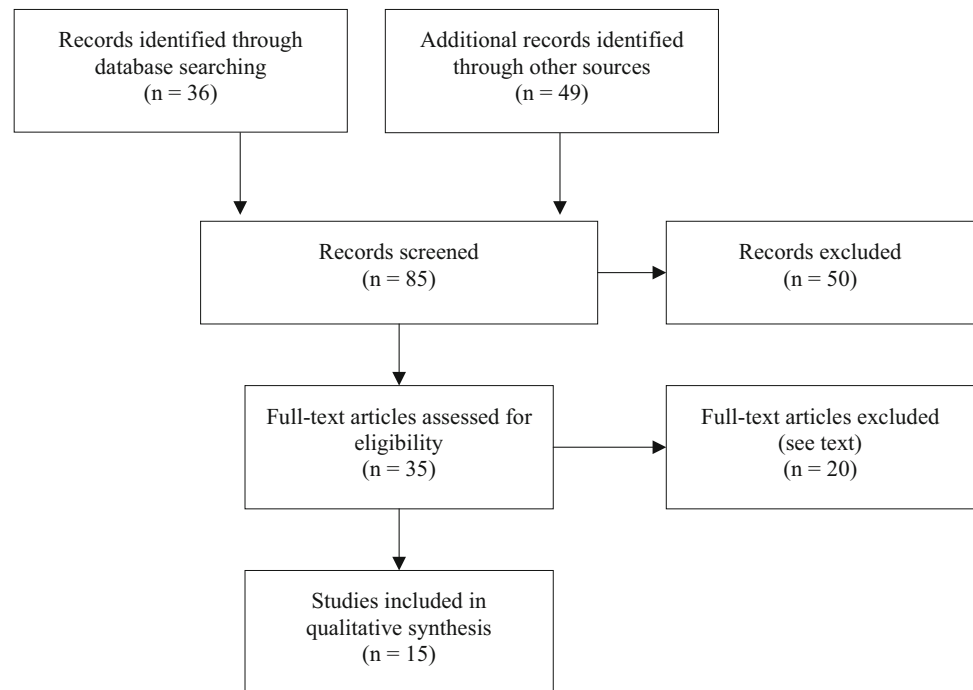 Records identified through
database searching
(n = 36)
Additional records identified
through other sources
(n = 49)
Records screened
(n = 85)
Records excluded
(n = 50)
Full-text articles assessed for
eligibility
(n = 35)
Full-text articles excluded
(see text)
(n = 20)
Studies included in
qualitative synthesis
(n = 15)